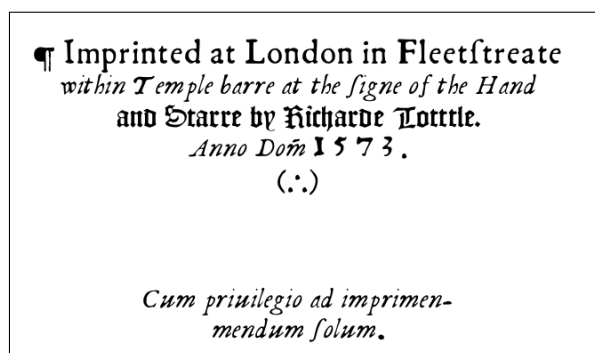 ¶ Imprinted at London in Fleetſtreate
within Temple barre at the ſigne of the Hand
and Starre by Richarde Totttle.
Anno Dom̃ 1573.
(∴)
Cum priuilegio ad imprimen-
mendum ſolum.